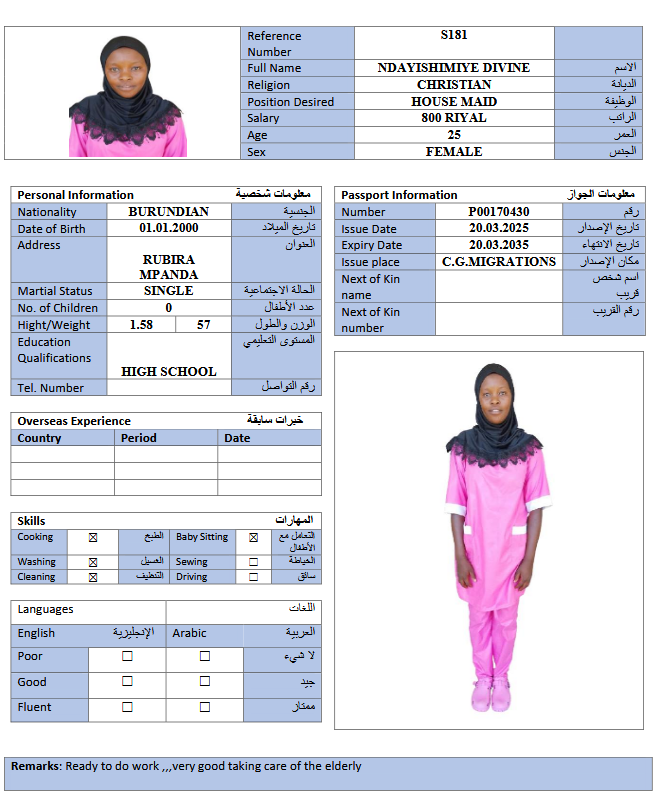 Reference Number S181
Full Name NDAYISHIMIYE DIVINE الاسم
Religion CHRISTIAN الديانة
Position Desired HOUSE MAID الوظيفة
Salary 800 RIYAL الراتب
Age 25 العمر
Sex FEMALE الجنس
Personal Information معلومات شخصية
Nationality BURUNDIAN الجنسية
Date of Birth 01.01.2000 تاريخ الميلاد
Address RUBIRA MPANDA العنوان
Martial Status SINGLE الحالة الاجتماعية
No. of Children 0 عدد الأطفال
Hight/Weight 1.58 57 الوزن والطول
Education Qualifications HIGH SCHOOL المستوى التعليمي
Tel. Number رقم التواصل
Passport Information معلومات الجواز
Number P00170430 رقم
Issue Date 20.03.2025 تاريخ الإصدار
Expiry Date 20.03.2035 تاريخ الانتهاء
Issue place C.G.MIGRATIONS مكان الإصدار
Next of Kin name اسم شخص قريب
Next of Kin number رقم القريب
Overseas Experience خبرات سابقة
Country Period Date
Skills المهارات
Cooking ☒ الطبخ Baby Sitting ☒ التعامل مع الأطفال
Washing ☒ الغسيل Sewing ☐ الخياطة
Cleaning ☒ التنظيف Driving ☐ سائق
Languages اللغات
English الإنجليزية Arabic العربية
Poor ☐ ☐ لا شيء
Good ☐ ☐ جيد
Fluent ☐ ☐ ممتاز
Remarks: Ready to do work ,,,very good taking care of the elderly